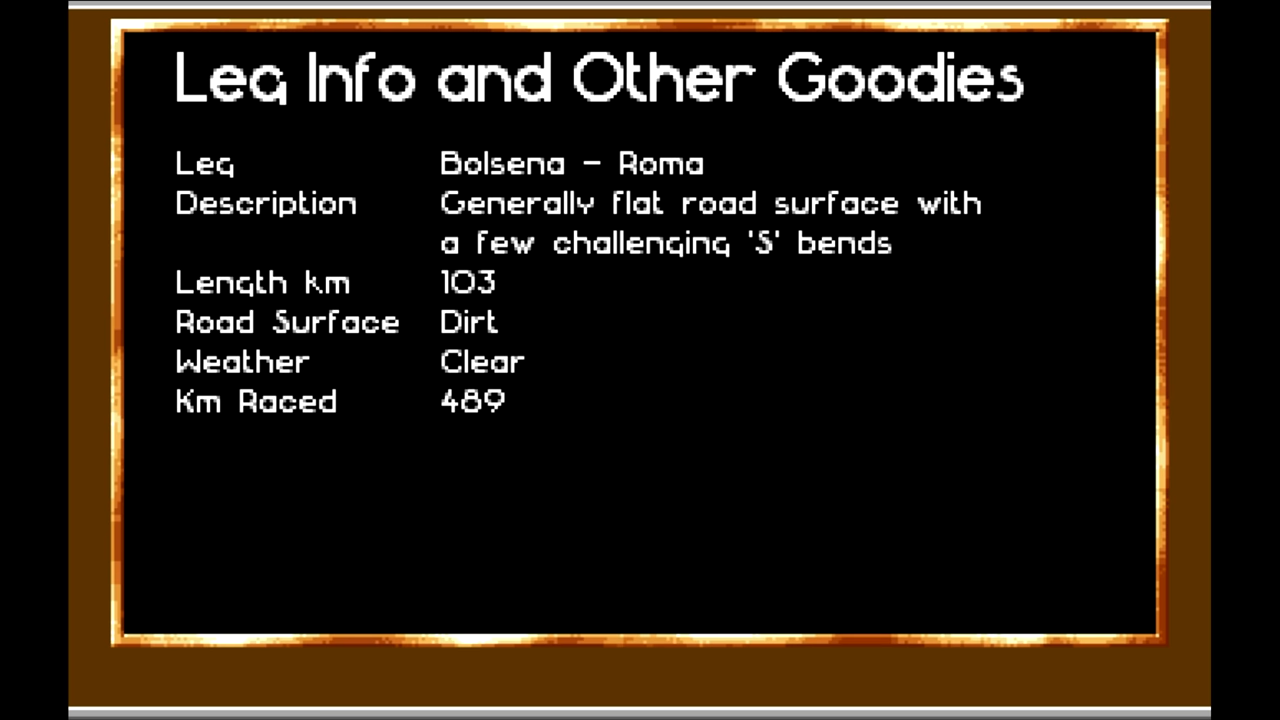 Leg Info and Other Goodies
Leg Bolsena - Roma
Description Generally flat road surface with
a few challenging 'S' bends
Length km 103
Road Surface Dirt
Weather Clear
Km Raced 489